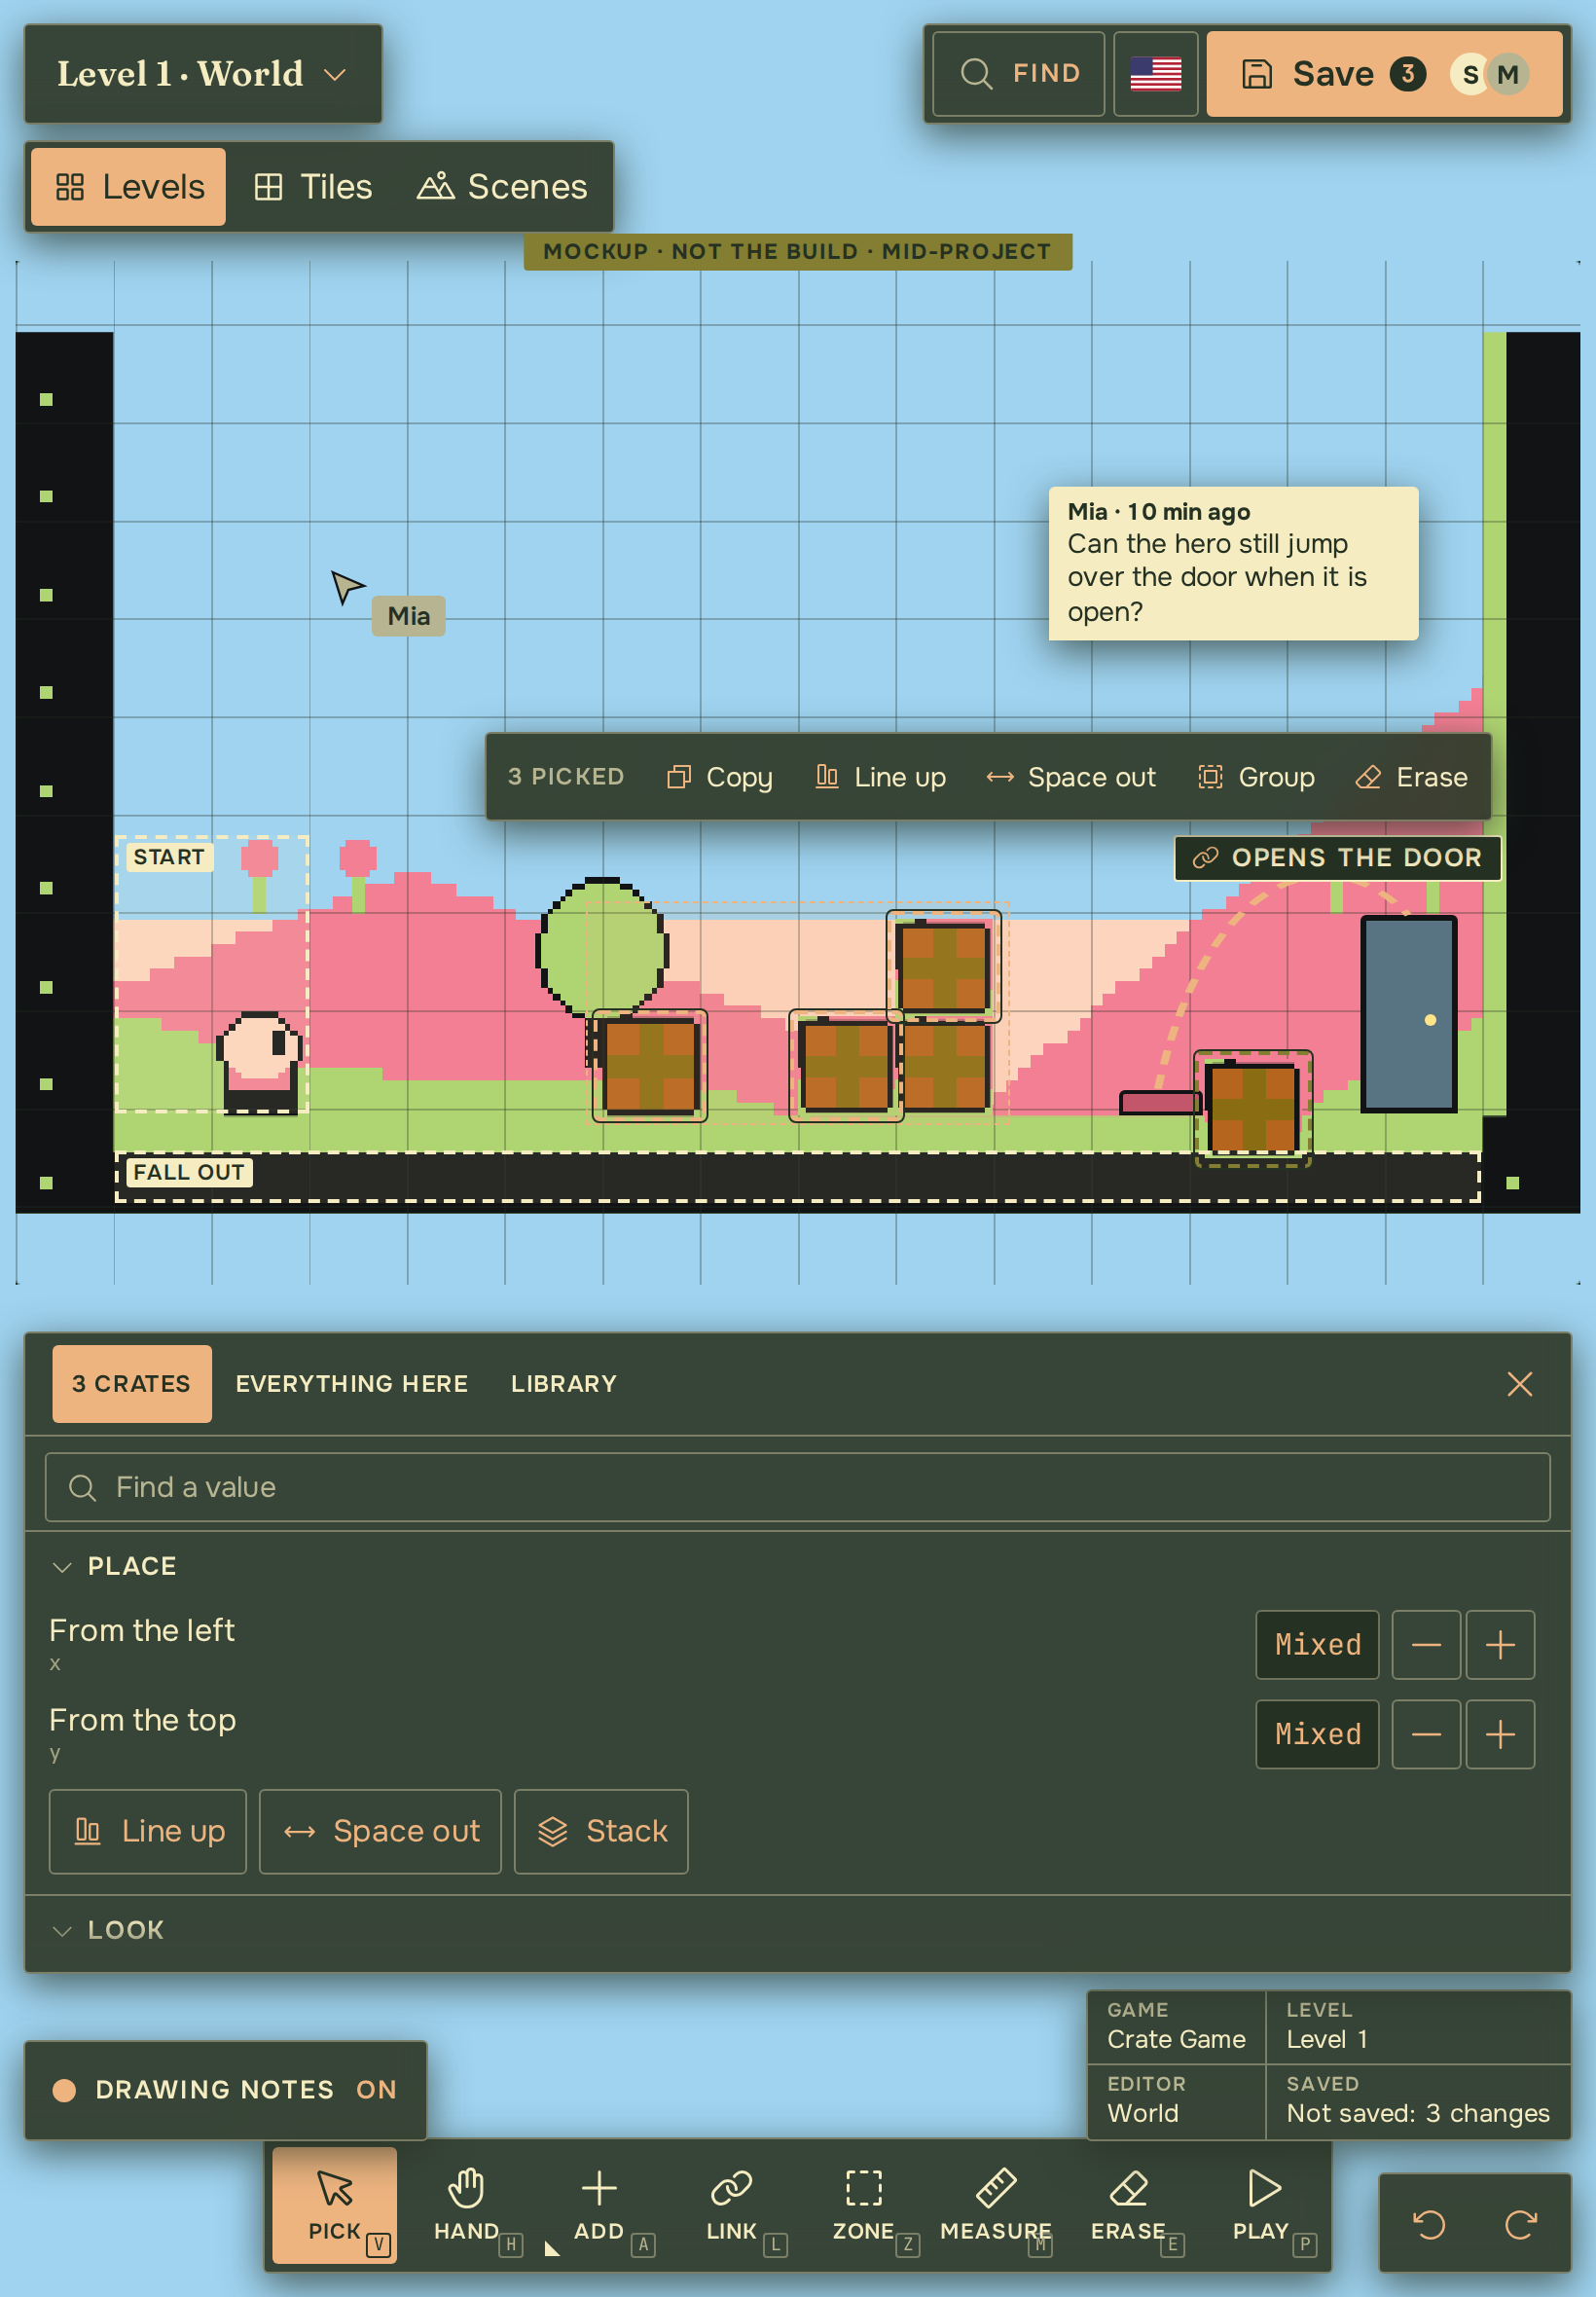 Level 1 · World
FIND
Save 3 S M
Levels Tiles Scenes
MOCKUP · NOT THE BUILD · MID-PROJECT
Mia · 10 min ago
Can the hero still jump
over the door when it is
open?
Mia
3 PICKED Copy Line up Space out Group Erase
START
OPENS THE DOOR
FALL OUT
3 CRATES EVERYTHING HERE LIBRARY
Find a value
PLACE
From the left
x
Mixed
From the top
y
Mixed
Line up Space out Stack
LOOK
GAME
Crate Game
LEVEL
Level 1
EDITOR
World
SAVED
Not saved: 3 changes
DRAWING NOTES ON
PICK V
HAND H
ADD A
LINK L
ZONE Z
MEASURE M
ERASE E
PLAY P